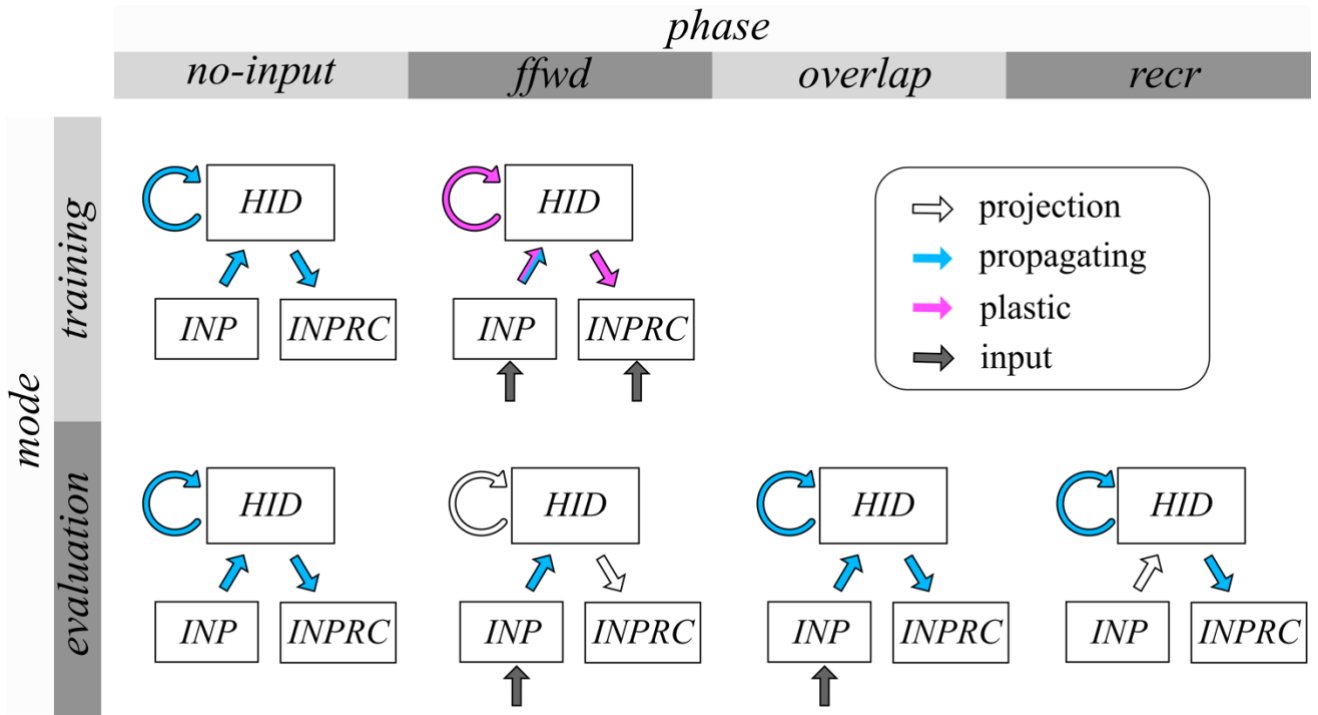 phase
no-input ffwd overlap recr
mode
training
HID
INP INPRC
HID
INP INPRC
projection
propagating
plastic
input
evaluation
HID
INP INPRC
HID
INP INPRC
HID
INP INPRC
HID
INP INPRC